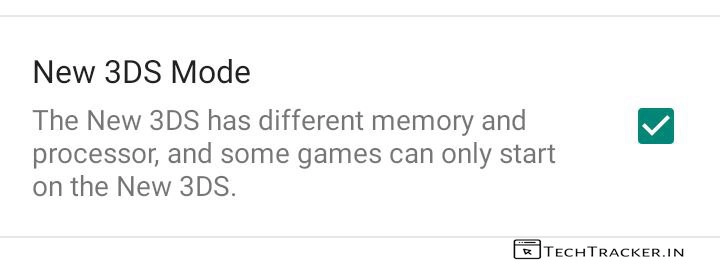 New 3DS Mode
The New 3DS has different memory and
processor, and some games can only start
on the New 3DS.
TECHTRACKER.IN